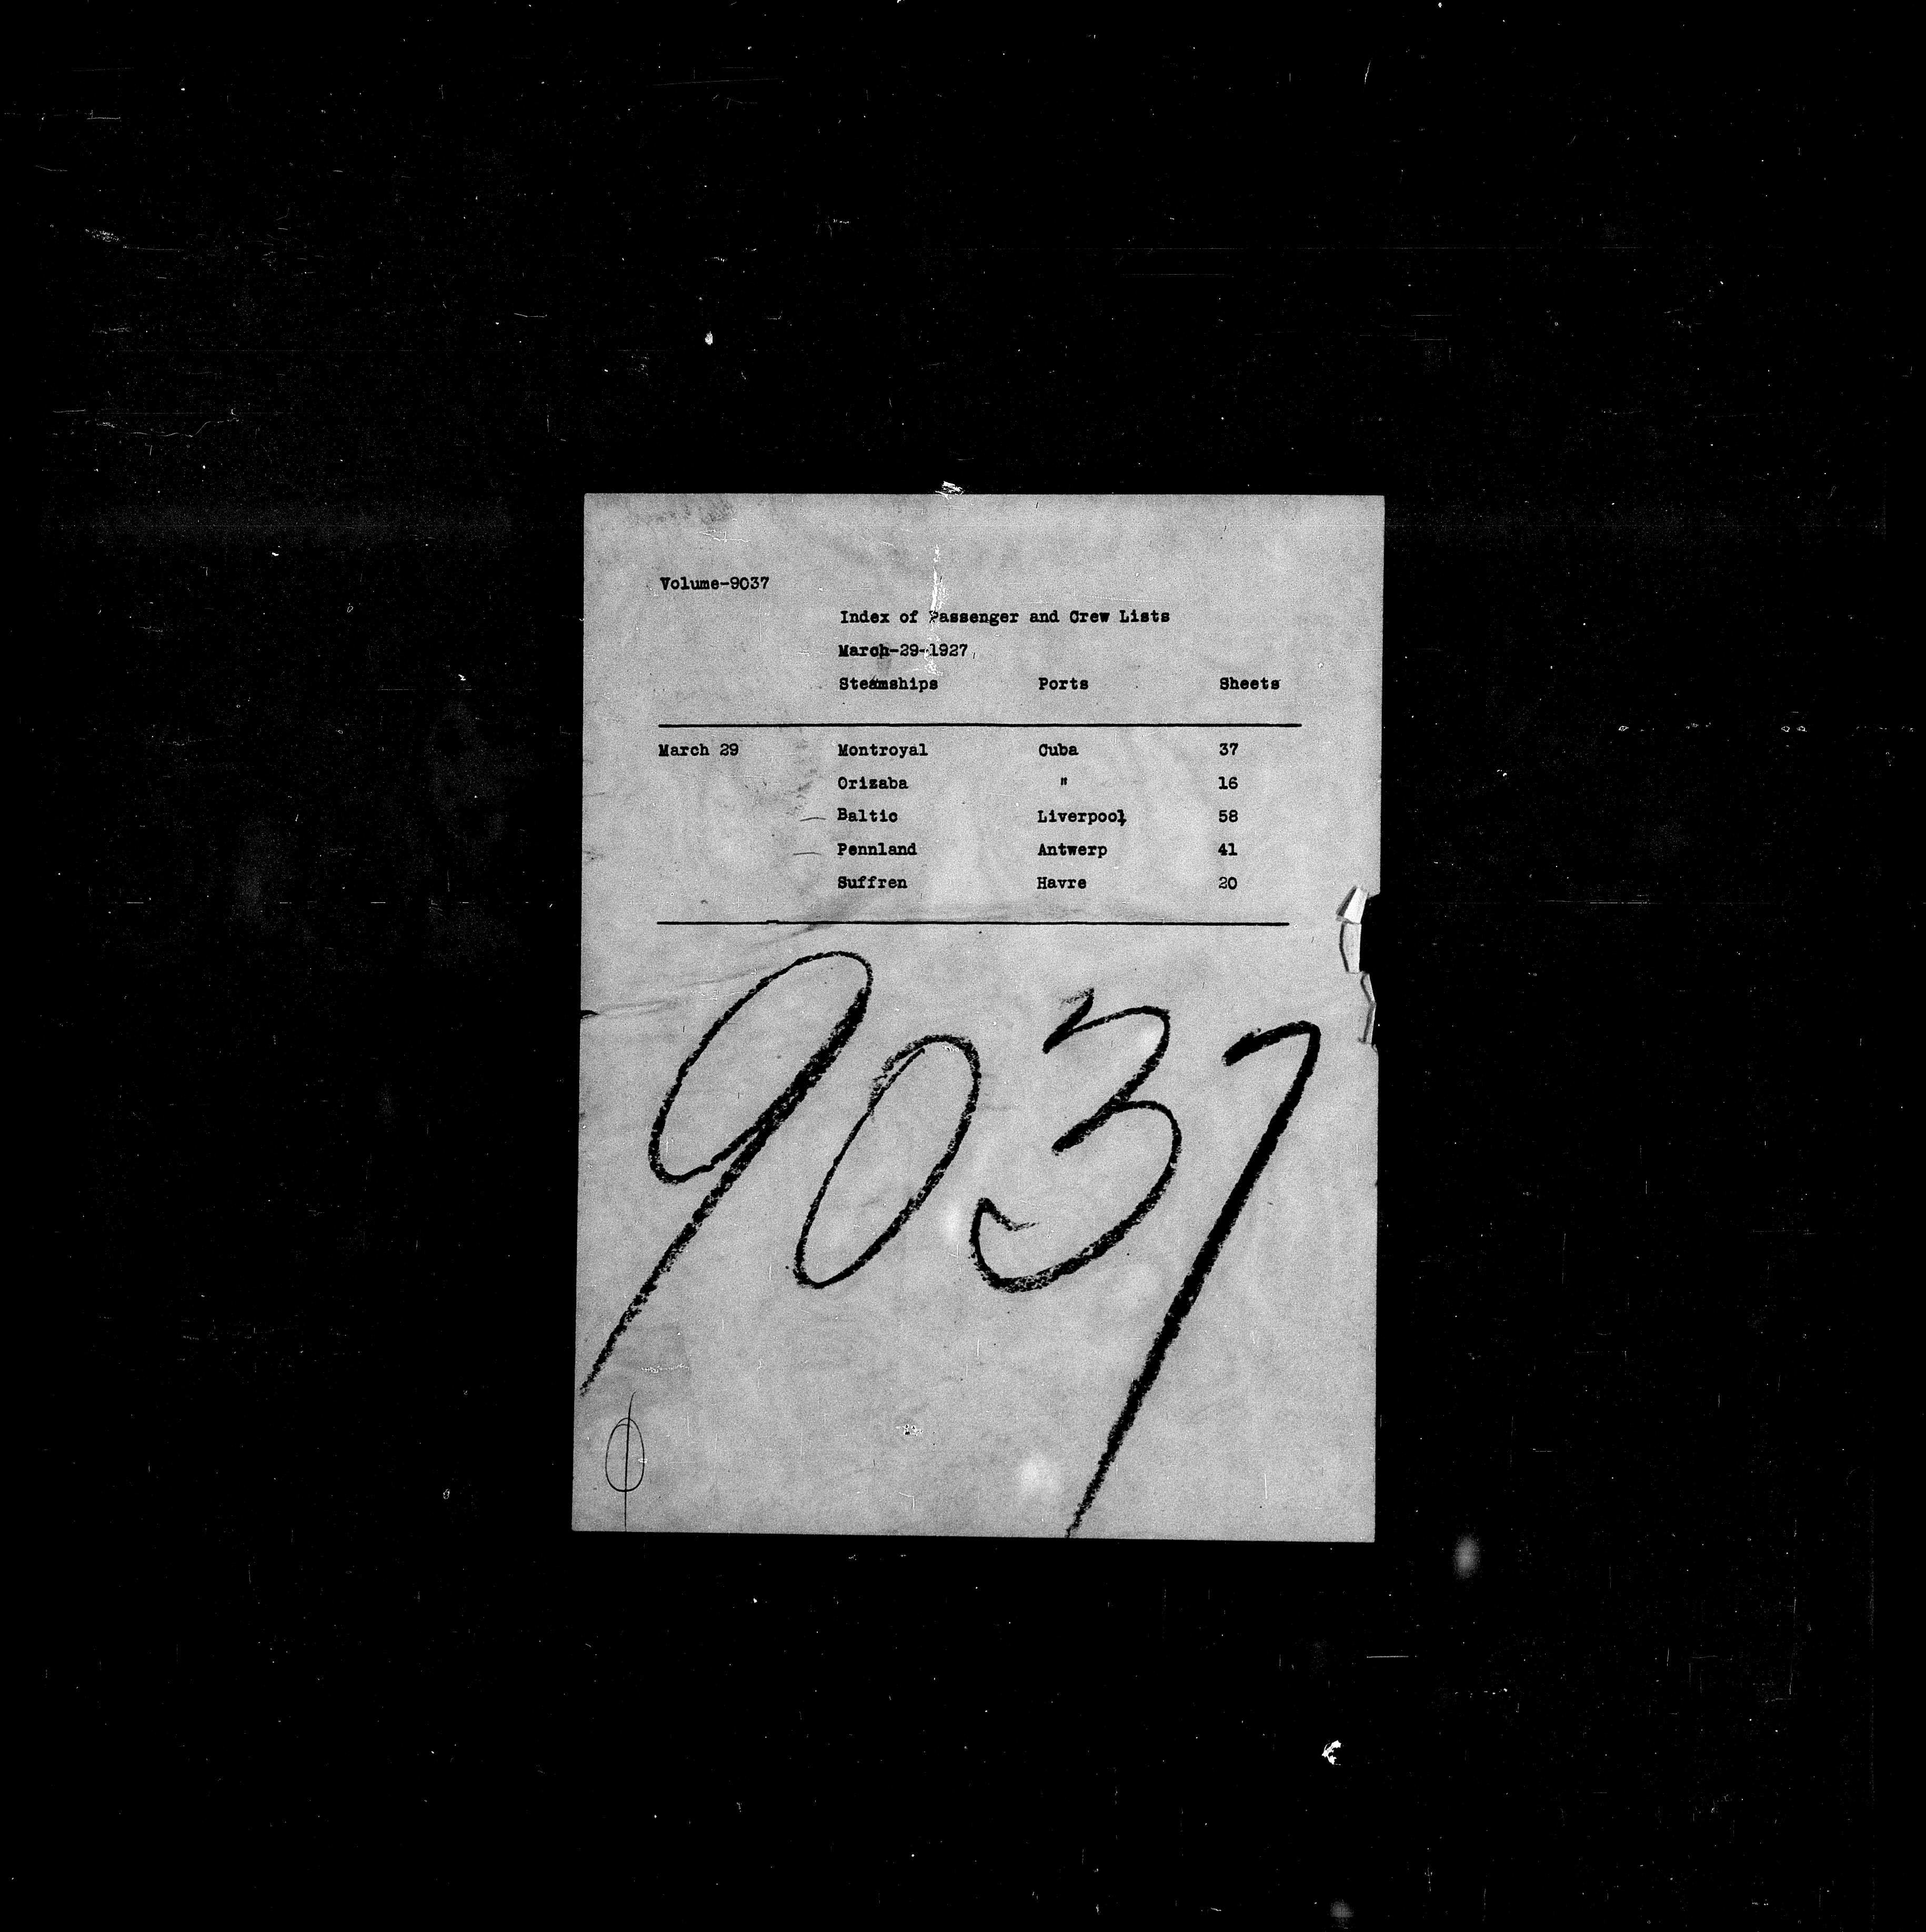 Volume-9037
Index of Passenger and Crew Lists
March-29-1927
Steamships Ports Sheets
March 29 Montroyal Cuba 37
Orizaba " 16
Baltic Liverpool 58
Pennland Antwerp 41
Suffren Havre 20
9037